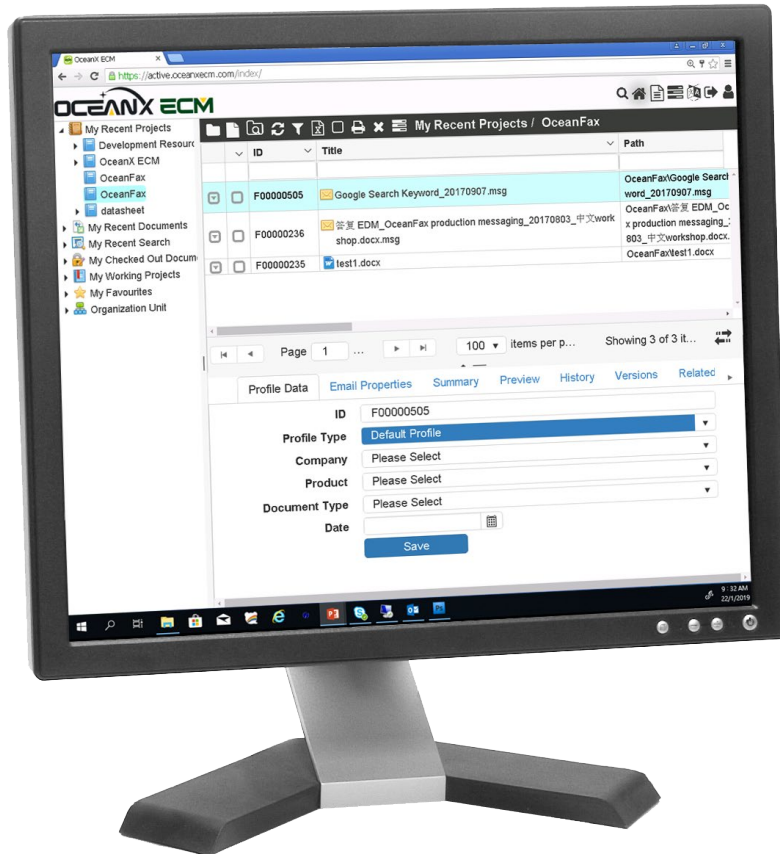 OceanX ECM
https://active.oceanxecm.com/index/
OCEANX ECM
My Recent Projects / OceanFax
My Recent Projects
Development Resourc
OceanX ECM
OceanFax
OceanFax
datasheet
My Recent Documents
My Recent Search
My Checked Out Docum
My Working Projects
My Favourites
Organization Unit
ID
Title
Path
F00000505
Google Search Keyword_20170907.msg
OceanFax\Google Search
word_20170907.msg
F00000236
答复 EDM_OceanFax production messaging_20170803_中文work
shop.docx.msg
OceanFax\答复 EDM_Oc
x production messaging_
803_中文workshop.docx.
F00000235
test1.docx
OceanFax\test1.docx
Page 1 ...
100 items per p...
Showing 3 of 3 it...
Profile Data
Email Properties
Summary
Preview
History
Versions
Related
ID F00000505
Profile Type Default Profile
Company Please Select
Product Please Select
Document Type Please Select
Date
Save
9:32 AM
22/1/2019